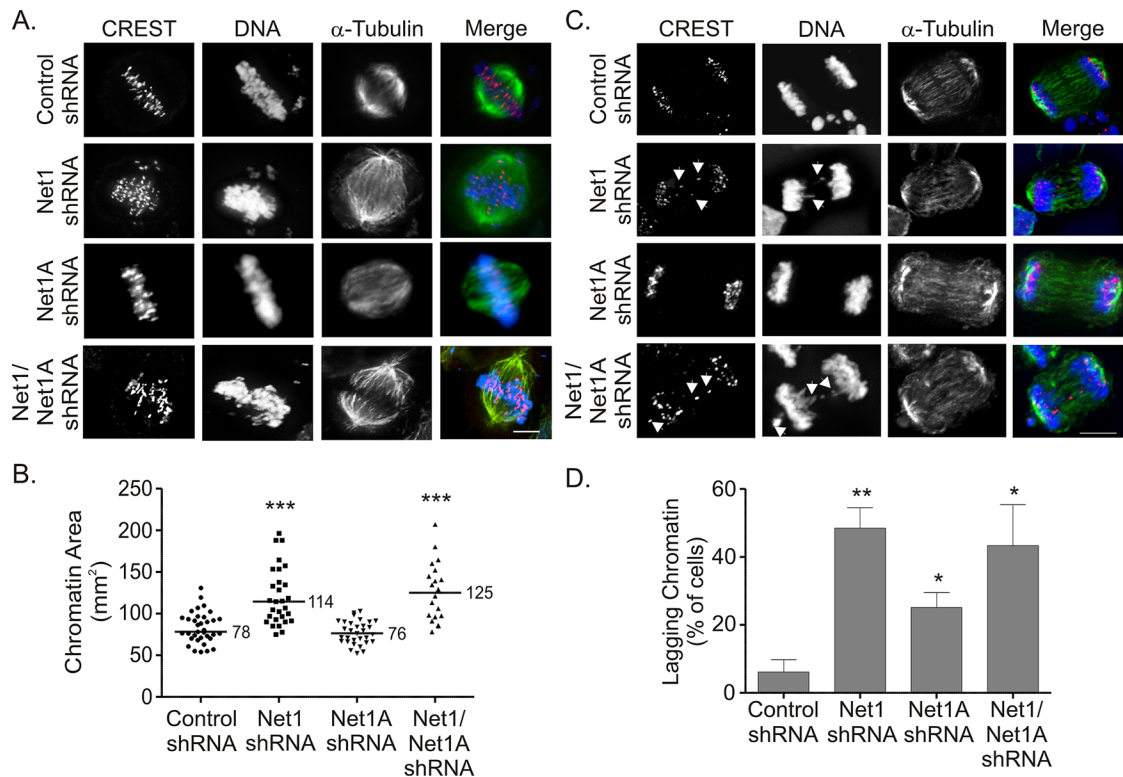 A.
CREST DNA α-Tubulin Merge
Control
shRNA
Net1
shRNA
Net1A
shRNA
Net1/
Net1A
shRNA
C.
CREST DNA α-Tubulin Merge
Control
shRNA
Net1
shRNA
Net1A
shRNA
Net1/
Net1A
shRNA
B.
Chromatin Area
(mm²)
250
200
150
100
50
0
***
***
78
114
76
125
Control
shRNA
Net1
shRNA
Net1A
shRNA
Net1/
Net1A
shRNA
D.
Lagging Chromatin
(% of cells)
60
40
20
0
**
*
*
Control
shRNA
Net1
shRNA
Net1A
shRNA
Net1/
Net1A
shRNA